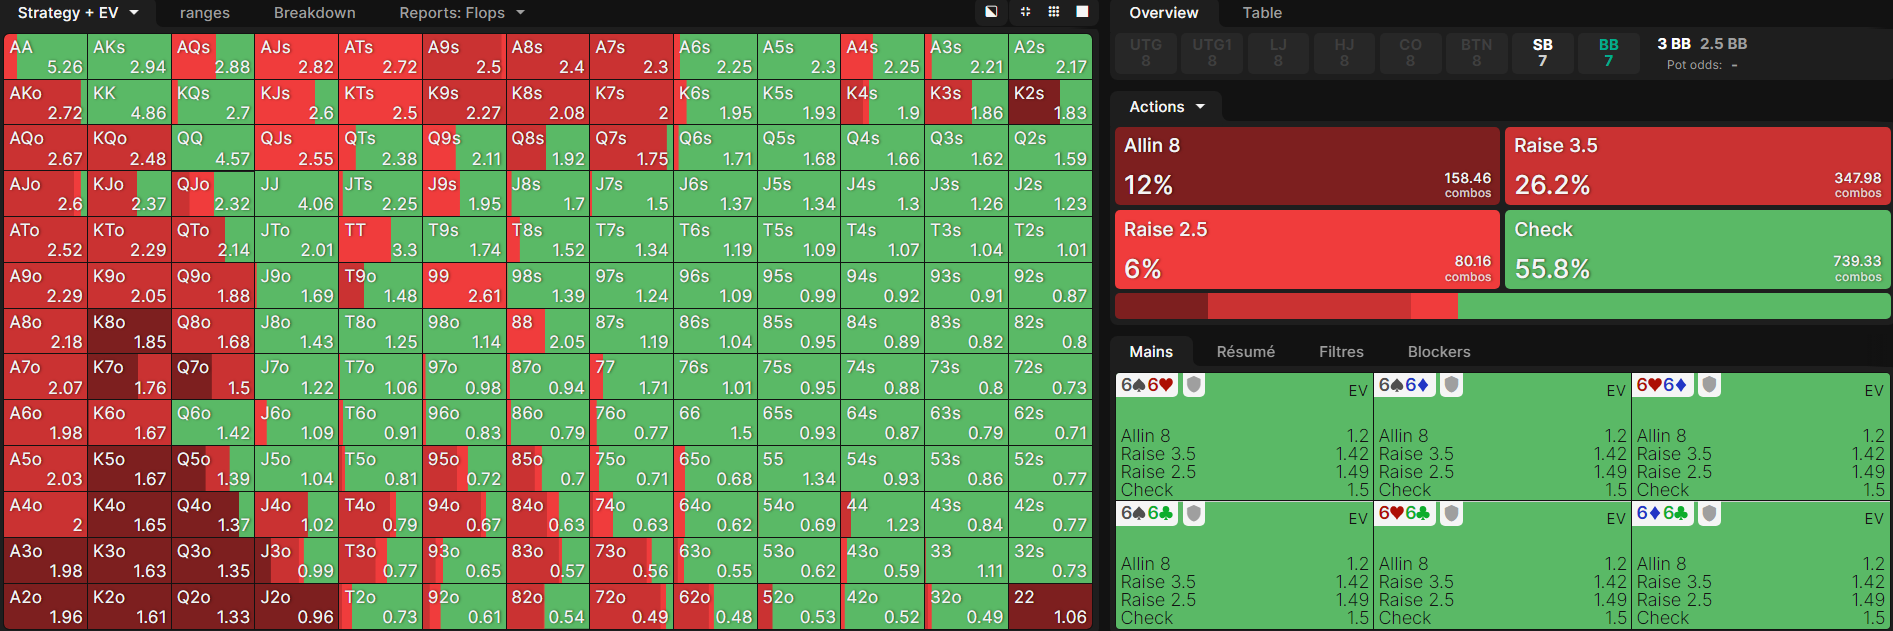 Strategy + EV ranges Breakdown Reports: Flops
AA AKs AQs AJs ATs A9s A8s A7s A6s A5s A4s A3s A2s
5.26 2.94 2.88 2.82 2.72 2.5 2.4 2.3 2.25 2.3 2.25 2.21 2.17
AKo KK KQs KJs KTs K9s K8s K7s K6s K5s K4s K3s K2s
2.72 4.86 2.7 2.6 2.5 2.27 2.08 2 1.95 1.93 1.9 1.86 1.83
AQo KQo QQ QJs QTs Q9s Q8s Q7s Q6s Q5s Q4s Q3s Q2s
2.67 2.48 4.57 2.55 2.38 2.11 1.92 1.75 1.71 1.68 1.66 1.62 1.59
AJo KJo QJo JJ JTs J9s J8s J7s J6s J5s J4s J3s J2s
2.6 2.37 2.32 4.06 2.25 1.95 1.7 1.5 1.37 1.34 1.3 1.26 1.23
ATo KTo QTo JTo TT T9s T8s T7s T6s T5s T4s T3s T2s
2.52 2.29 2.14 2.01 3.3 1.74 1.52 1.34 1.19 1.09 1.07 1.04 1.01
A9o K9o Q9o J9o T9o 99 98s 97s 96s 95s 94s 93s 92s
2.29 2.05 1.88 1.69 1.48 2.61 1.39 1.24 1.09 0.99 0.92 0.91 0.87
A8o K8o Q8o J8o T8o 98o 88 87s 86s 85s 84s 83s 82s
2.18 1.85 1.68 1.43 1.25 1.14 2.05 1.19 1.04 0.95 0.89 0.82 0.8
A7o K7o Q7o J7o T7o 97o 87o 77 76s 75s 74s 73s 72s
2.07 1.76 1.5 1.22 1.06 0.98 0.94 1.71 1.01 0.95 0.88 0.8 0.73
A6o K6o Q6o J6o T6o 96o 86o 76o 66 65s 64s 63s 62s
1.98 1.67 1.42 1.09 0.91 0.83 0.79 0.77 1.5 0.93 0.87 0.79 0.71
A5o K5o Q5o J5o T5o 95o 85o 75o 65o 55 54s 53s 52s
2.03 1.67 1.39 1.04 0.81 0.72 0.7 0.71 0.68 1.34 0.93 0.86 0.77
A4o K4o Q4o J4o T4o 94o 84o 74o 64o 54o 44 43s 42s
2 1.65 1.37 1.02 0.79 0.67 0.63 0.63 0.62 0.69 1.23 0.84 0.77
A3o K3o Q3o J3o T3o 93o 83o 73o 63o 53o 43o 33 32s
1.98 1.63 1.35 0.99 0.77 0.65 0.57 0.56 0.55 0.62 0.59 1.11 0.73
A2o K2o Q2o J2o T2o 92o 82o 72o 62o 52o 42o 32o 22
1.96 1.61 1.33 0.96 0.73 0.61 0.54 0.49 0.48 0.53 0.52 0.49 1.06
Overview Table
UTG UTG1 LJ HJ CO BTN SB BB 3 BB 2.5 BB
8 8 8 8 8 8 7 7 Pot odds: -
Actions
Allin 8 Raise 3.5
12% 158.46 combos 26.2% 347.98 combos
Raise 2.5 Check
6% 80.16 combos 55.8% 739.33 combos
Mains Résumé Filtres Blockers
6♠6♥ EV 6♠6♦ EV 6♥6♦ EV
Allin 8 1.2 Allin 8 1.2 Allin 8 1.2
Raise 3.5 1.42 Raise 3.5 1.42 Raise 3.5 1.42
Raise 2.5 1.49 Raise 2.5 1.49 Raise 2.5 1.49
Check 1.5 Check 1.5 Check 1.5
6♠6♣ EV 6♥6♣ EV 6♦6♣ EV
Allin 8 1.2 Allin 8 1.2 Allin 8 1.2
Raise 3.5 1.42 Raise 3.5 1.42 Raise 3.5 1.42
Raise 2.5 1.49 Raise 2.5 1.49 Raise 2.5 1.49
Check 1.5 Check 1.5 Check 1.5